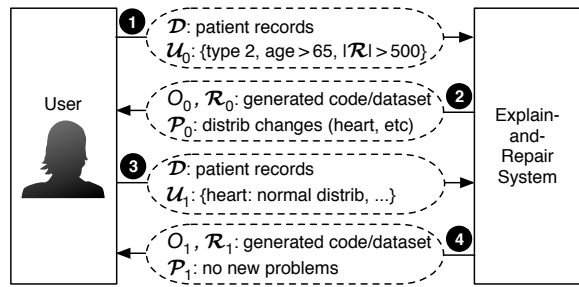 1
𝓓: patient records
𝓤₀: {type 2, age > 65, |𝓡| > 500}
User
O₀, 𝓡₀: generated code/dataset
2
𝓟₀: distrib changes (heart, etc)
Explain-
and-
Repair
System
3
𝓓: patient records
𝓤₁: {heart: normal distrib, ...}
O₁, 𝓡₁: generated code/dataset
4
𝓟₁: no new problems